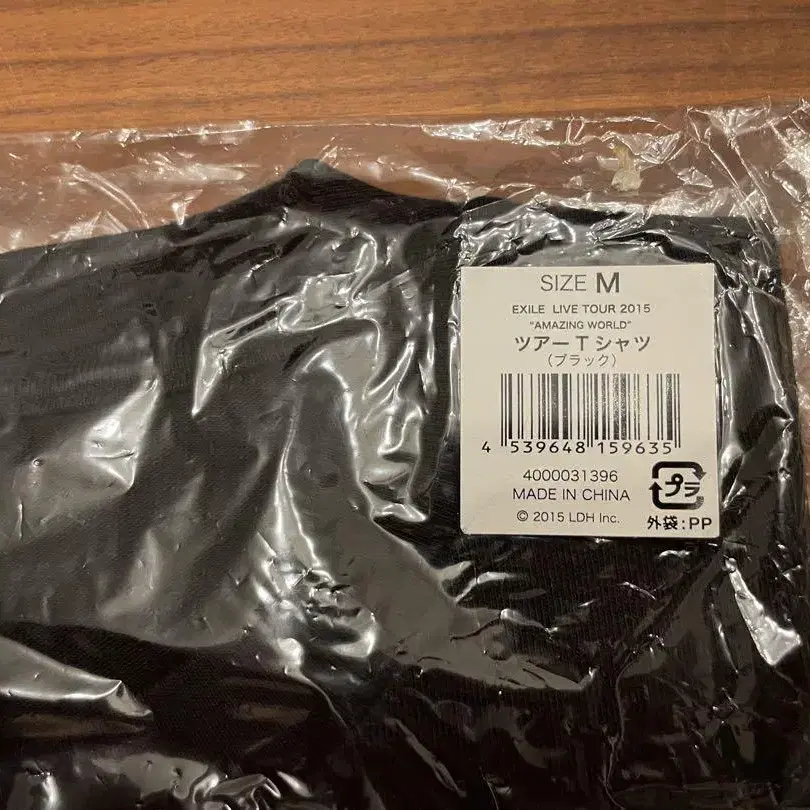 SIZE M
EXILE LIVE TOUR 2015
"AMAZING WORLD"
ツアーTシャツ
(ブラック)
4 539648 159635
4000031396
MADE IN CHINA
© 2015 LDH Inc.
プラ
外袋:PP